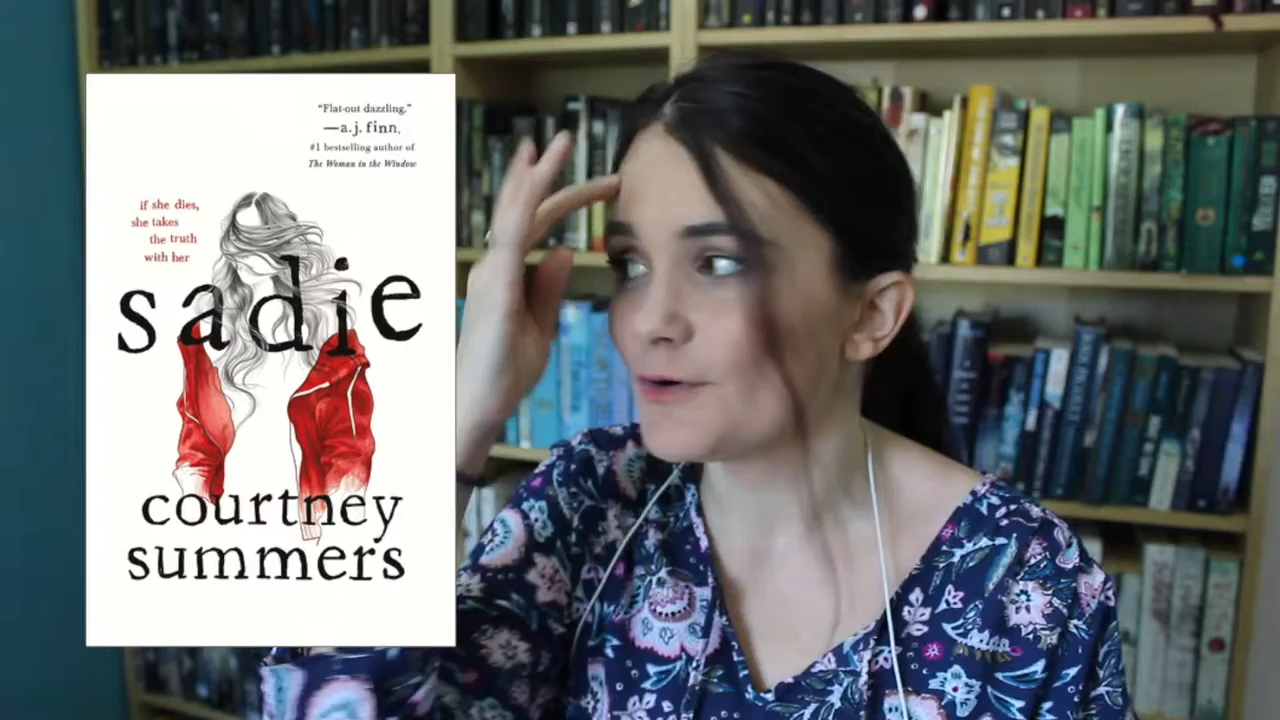 "Flat-out dazzling."
—a.j. finn,
#1 bestselling author of
The Woman in the Window
if she dies,
she takes
the truth
with her
sadie
courtney
summers